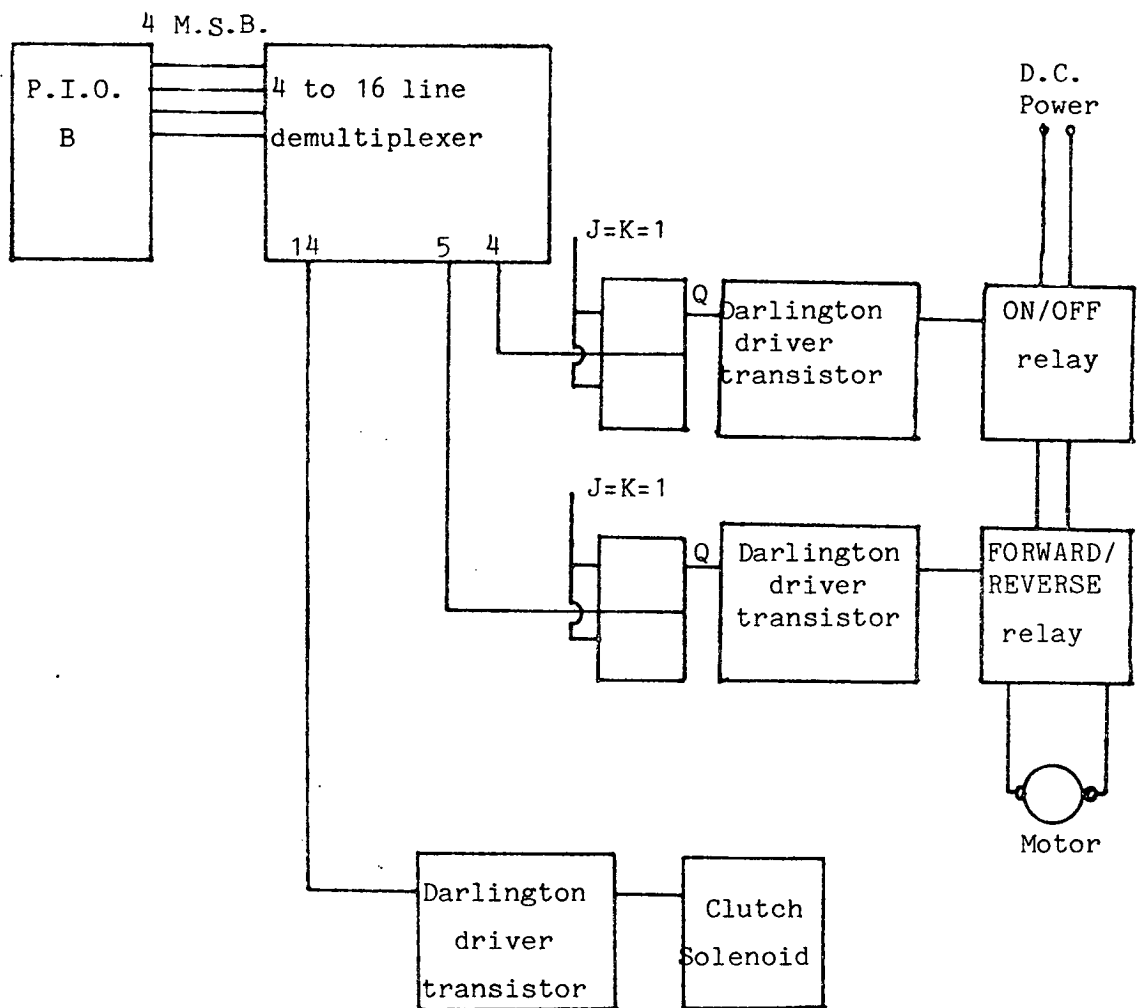 4 M.S.B.
P.I.O.
B
4 to 16 line
demultiplexer
14
5
4
D.C.
Power
J=K=1
Q
Darlington
driver
transistor
ON/OFF
relay
J=K=1
Q
Darlington
driver
transistor
FORWARD/
REVERSE
relay
Motor
Darlington
driver
transistor
Clutch
Solenoid